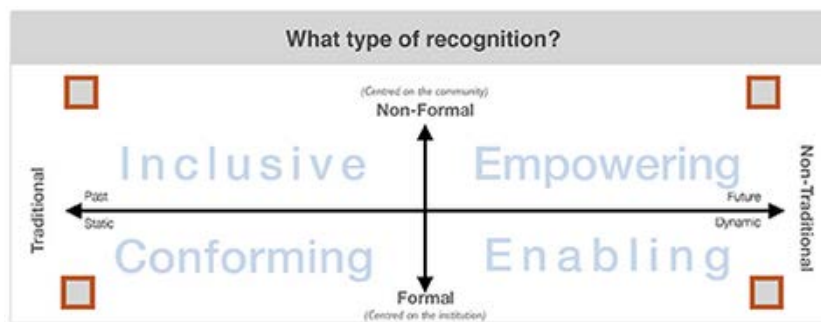 What type of recognition?
(Centred on the community)
Non-Formal
Inclusive
Empowering
Traditional
Past
Future
Non-Traditional
Static
Dynamic
Conforming
Enabling
Formal
(Centred on the institution)